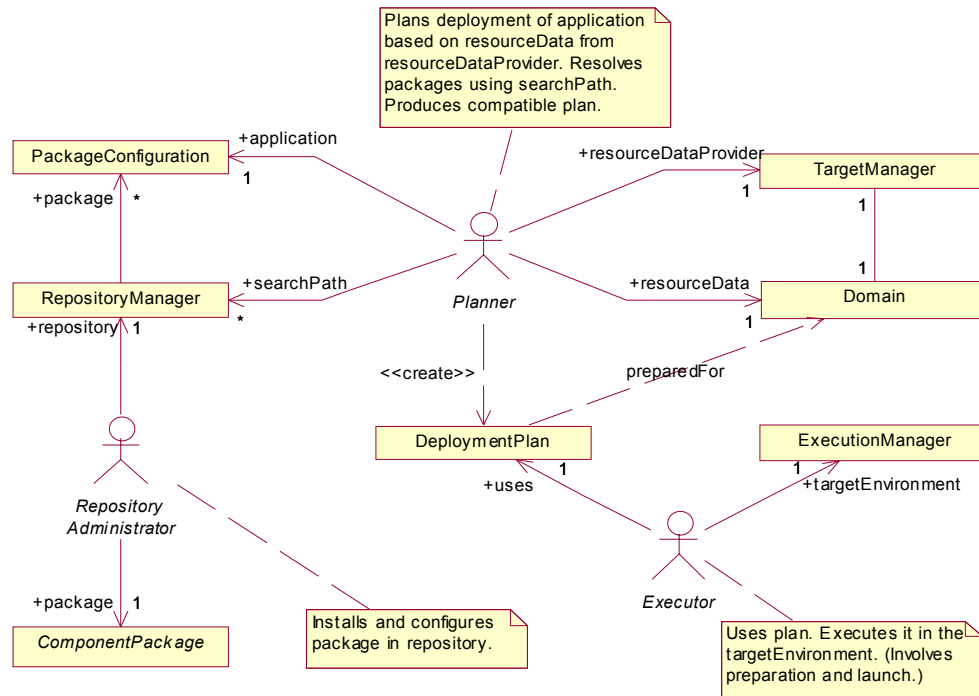 Plans deployment of application
based on resourceData from
resourceDataProvider. Resolves
packages using searchPath.
Produces compatible plan.
+application
1
PackageConfiguration
+package
*
+resourceDataProvider
1
TargetManager
1
1
RepositoryManager
+searchPath
*
+repository
1
Planner
+resourceData
1
Domain
<<create>>
preparedFor
DeploymentPlan
1
+uses
ExecutionManager
1
+targetEnvironment
Repository
Administrator
+package
1
ComponentPackage
Installs and configures
package in repository.
Executor
Uses plan. Executes it in the
targetEnvironment. (Involves
preparation and launch.)